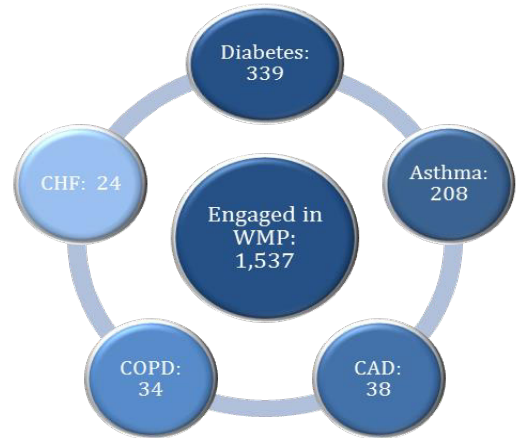 Diabetes:
339
Asthma:
208
CAD:
38
COPD:
34
CHF: 24
Engaged in
WMP:
1,537